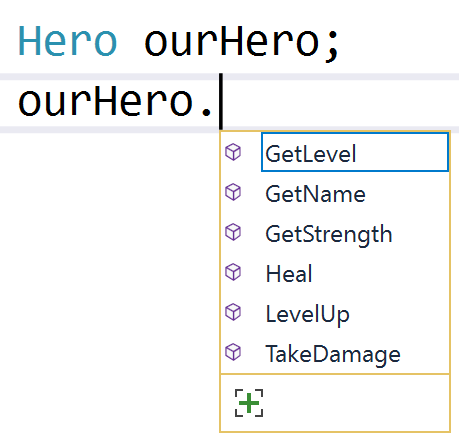 Hero ourHero;
ourHero.
GetLevel
GetName
GetStrength
Heal
LevelUp
TakeDamage